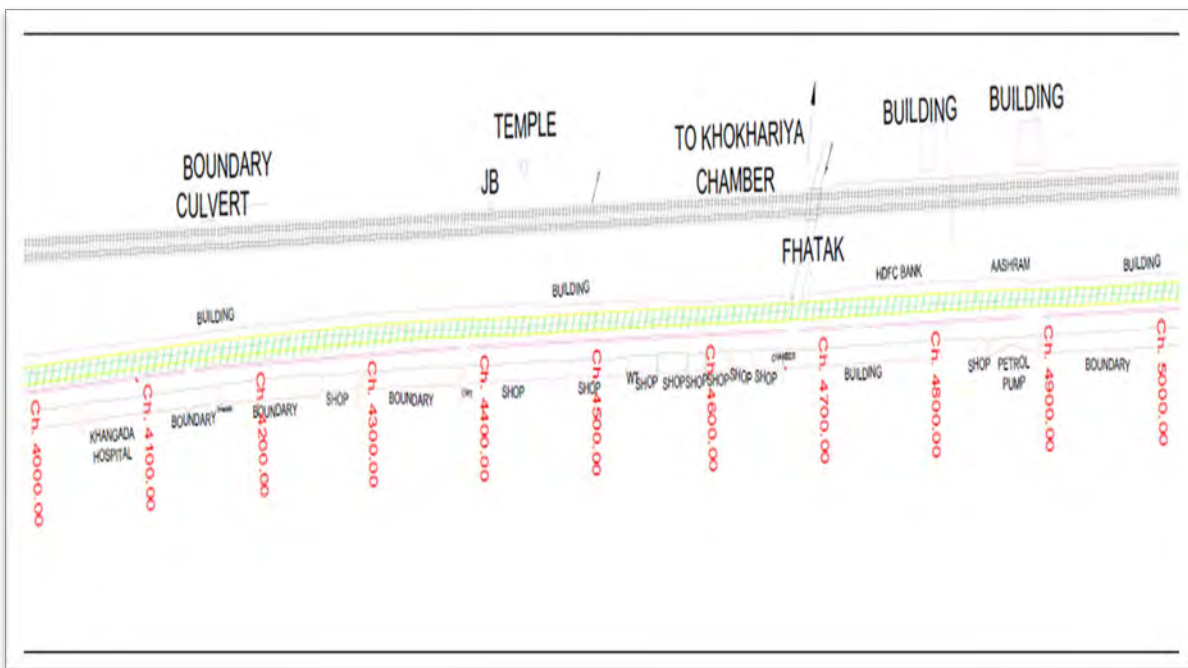 BOUNDARY
CULVERT
TEMPLE
JB
TO KHOKHARIYA
CHAMBER
BUILDING
BUILDING
FHATAK
HDFC BANK
AASHRAM
BUILDING
BUILDING
BUILDING
KHANGADA
HOSPITAL
BOUNDARY
BOUNDARY
SHOP
BOUNDARY
SHOP
SHOP
WT
SHOP
SHOP
SHOP
SHOP
SHOP
SHOP
CHAMBER
BUILDING
SHOP
PETROL
PUMP
BOUNDARY
Ch. 4000.00
Ch. 4100.00
Ch. 4200.00
Ch. 4300.00
Ch. 4400.00
Ch. 4500.00
Ch. 4600.00
Ch. 4700.00
Ch. 4800.00
Ch. 4900.00
Ch. 5000.00